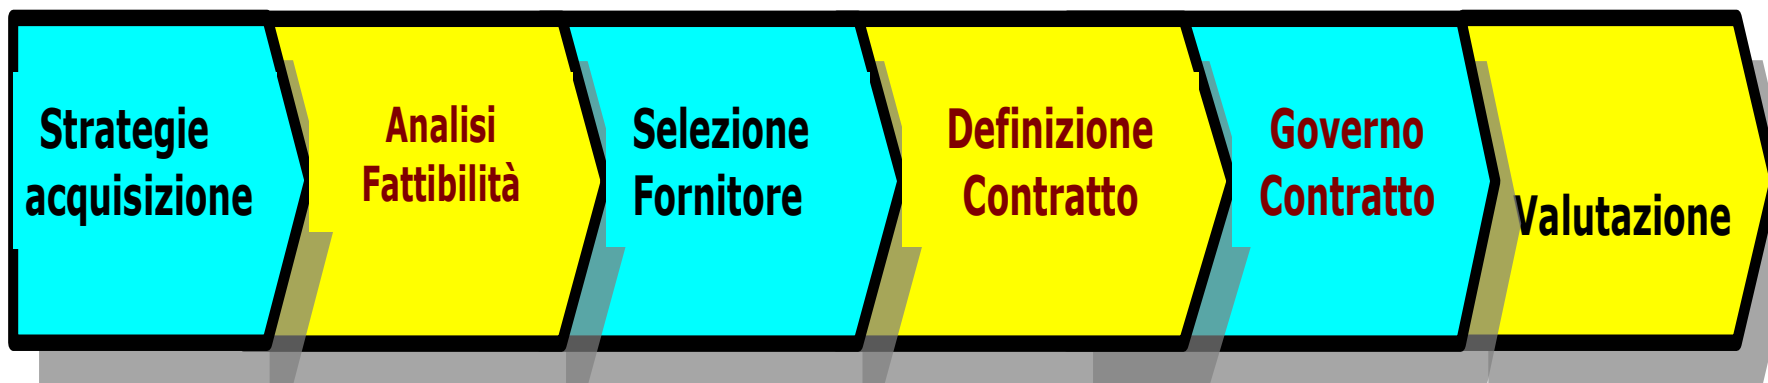 Strategie
acquisizione
Analisi
Fattibilità
Selezione
Fornitore
Definizione
Contratto
Governo
Contratto
Valutazione